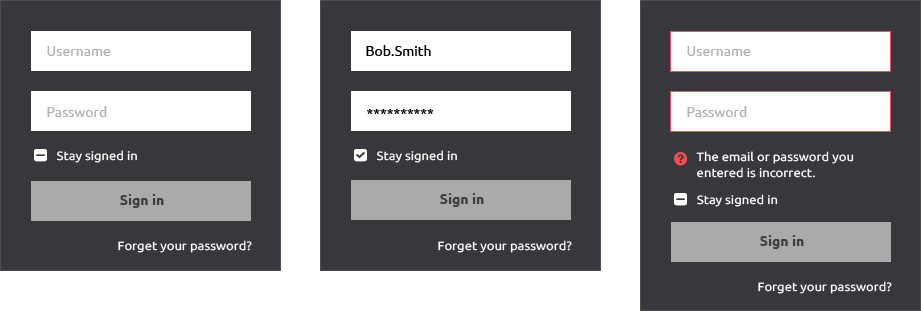 Username
Password
Stay signed in
Sign in
Forget your password?
Bob.Smith
**********
Stay signed in
Sign in
Forget your password?
Username
Password
The email or password you
entered is incorrect.
Stay signed in
Sign in
Forget your password?